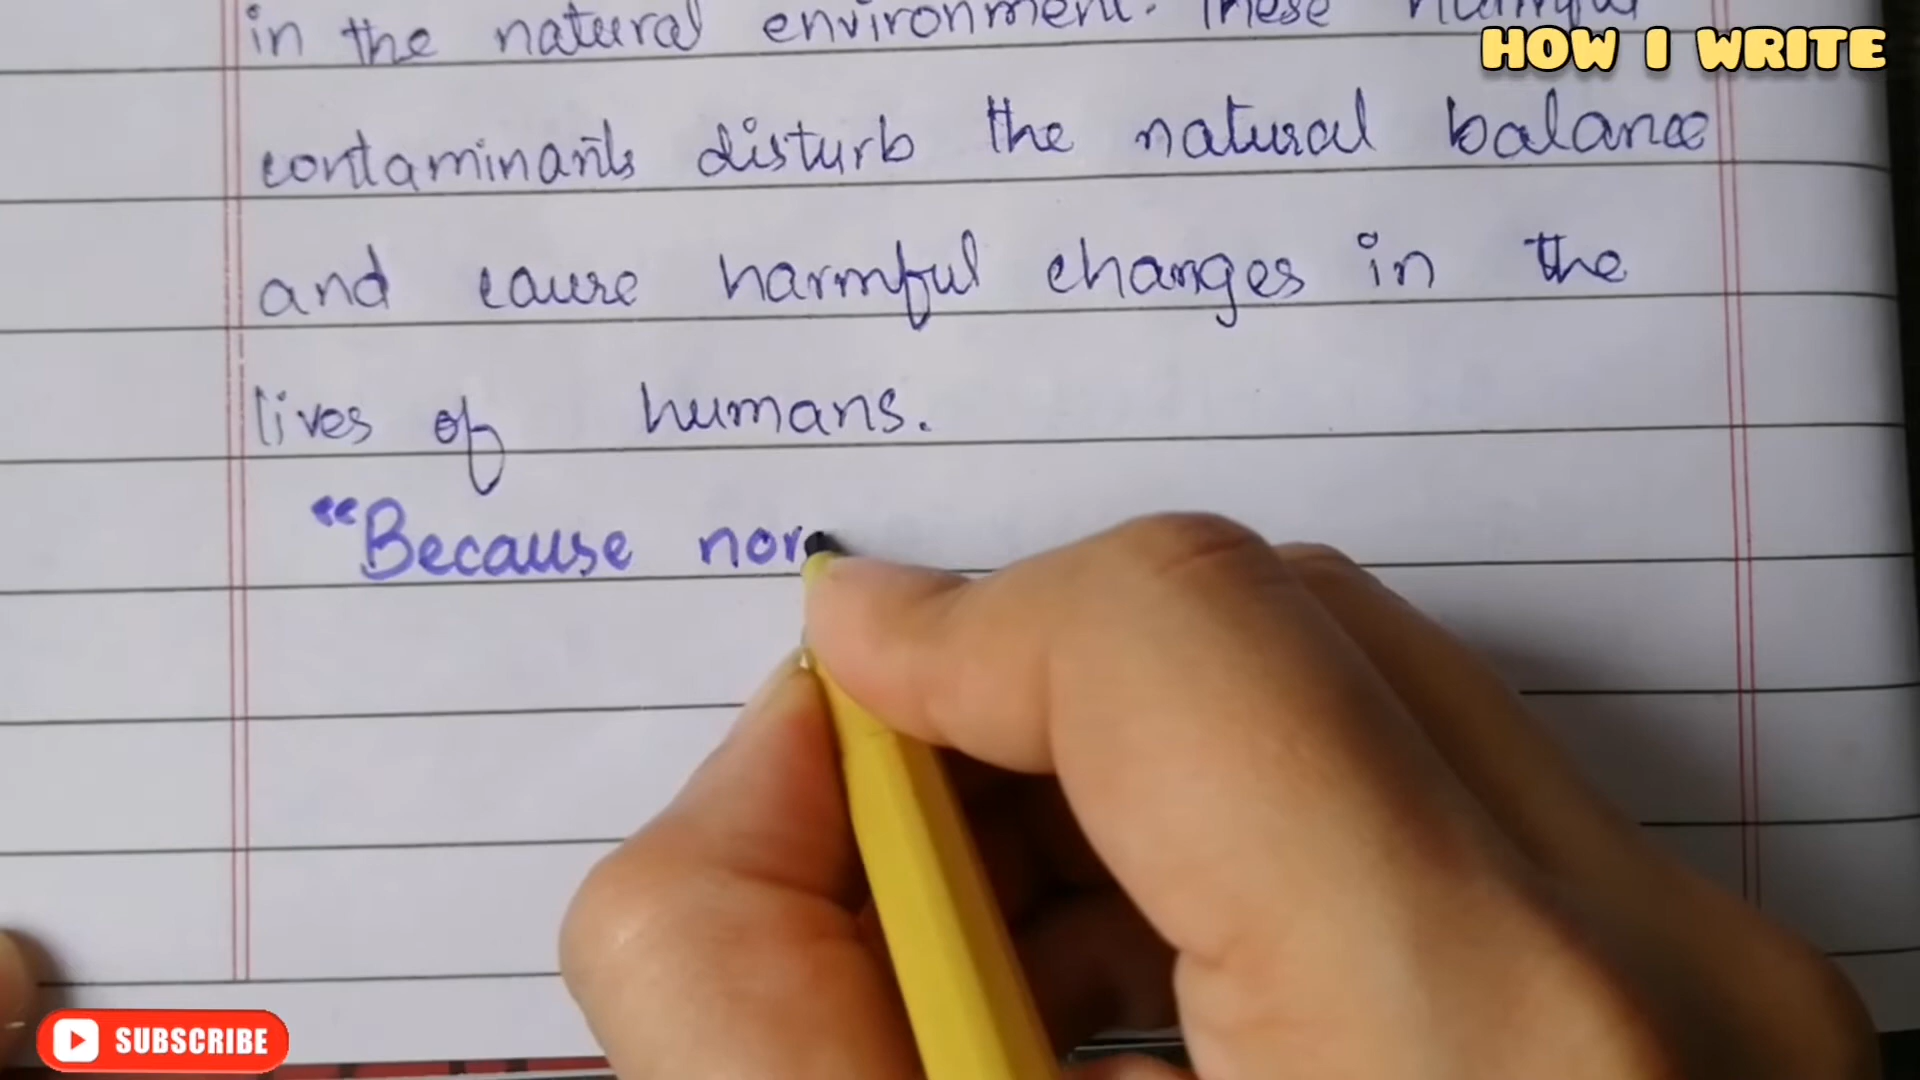 in the natural environment. These harmful
HOW I WRITE
contaminants disturb the natural balance
and cause harmful changes in the
lives of humans.
"Because nor
SUBSCRIBE